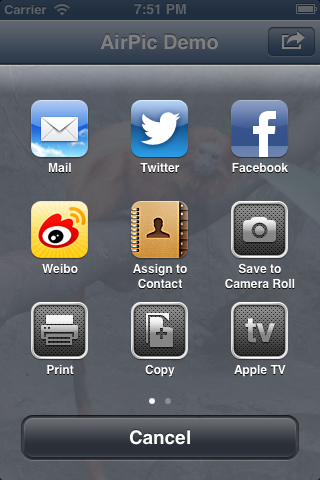 Carrier 7:51 PM
AirPic Demo
Mail Twitter Facebook
Weibo Assign to Save to
Contact Camera Roll
tv
Print Copy Apple TV
Cancel